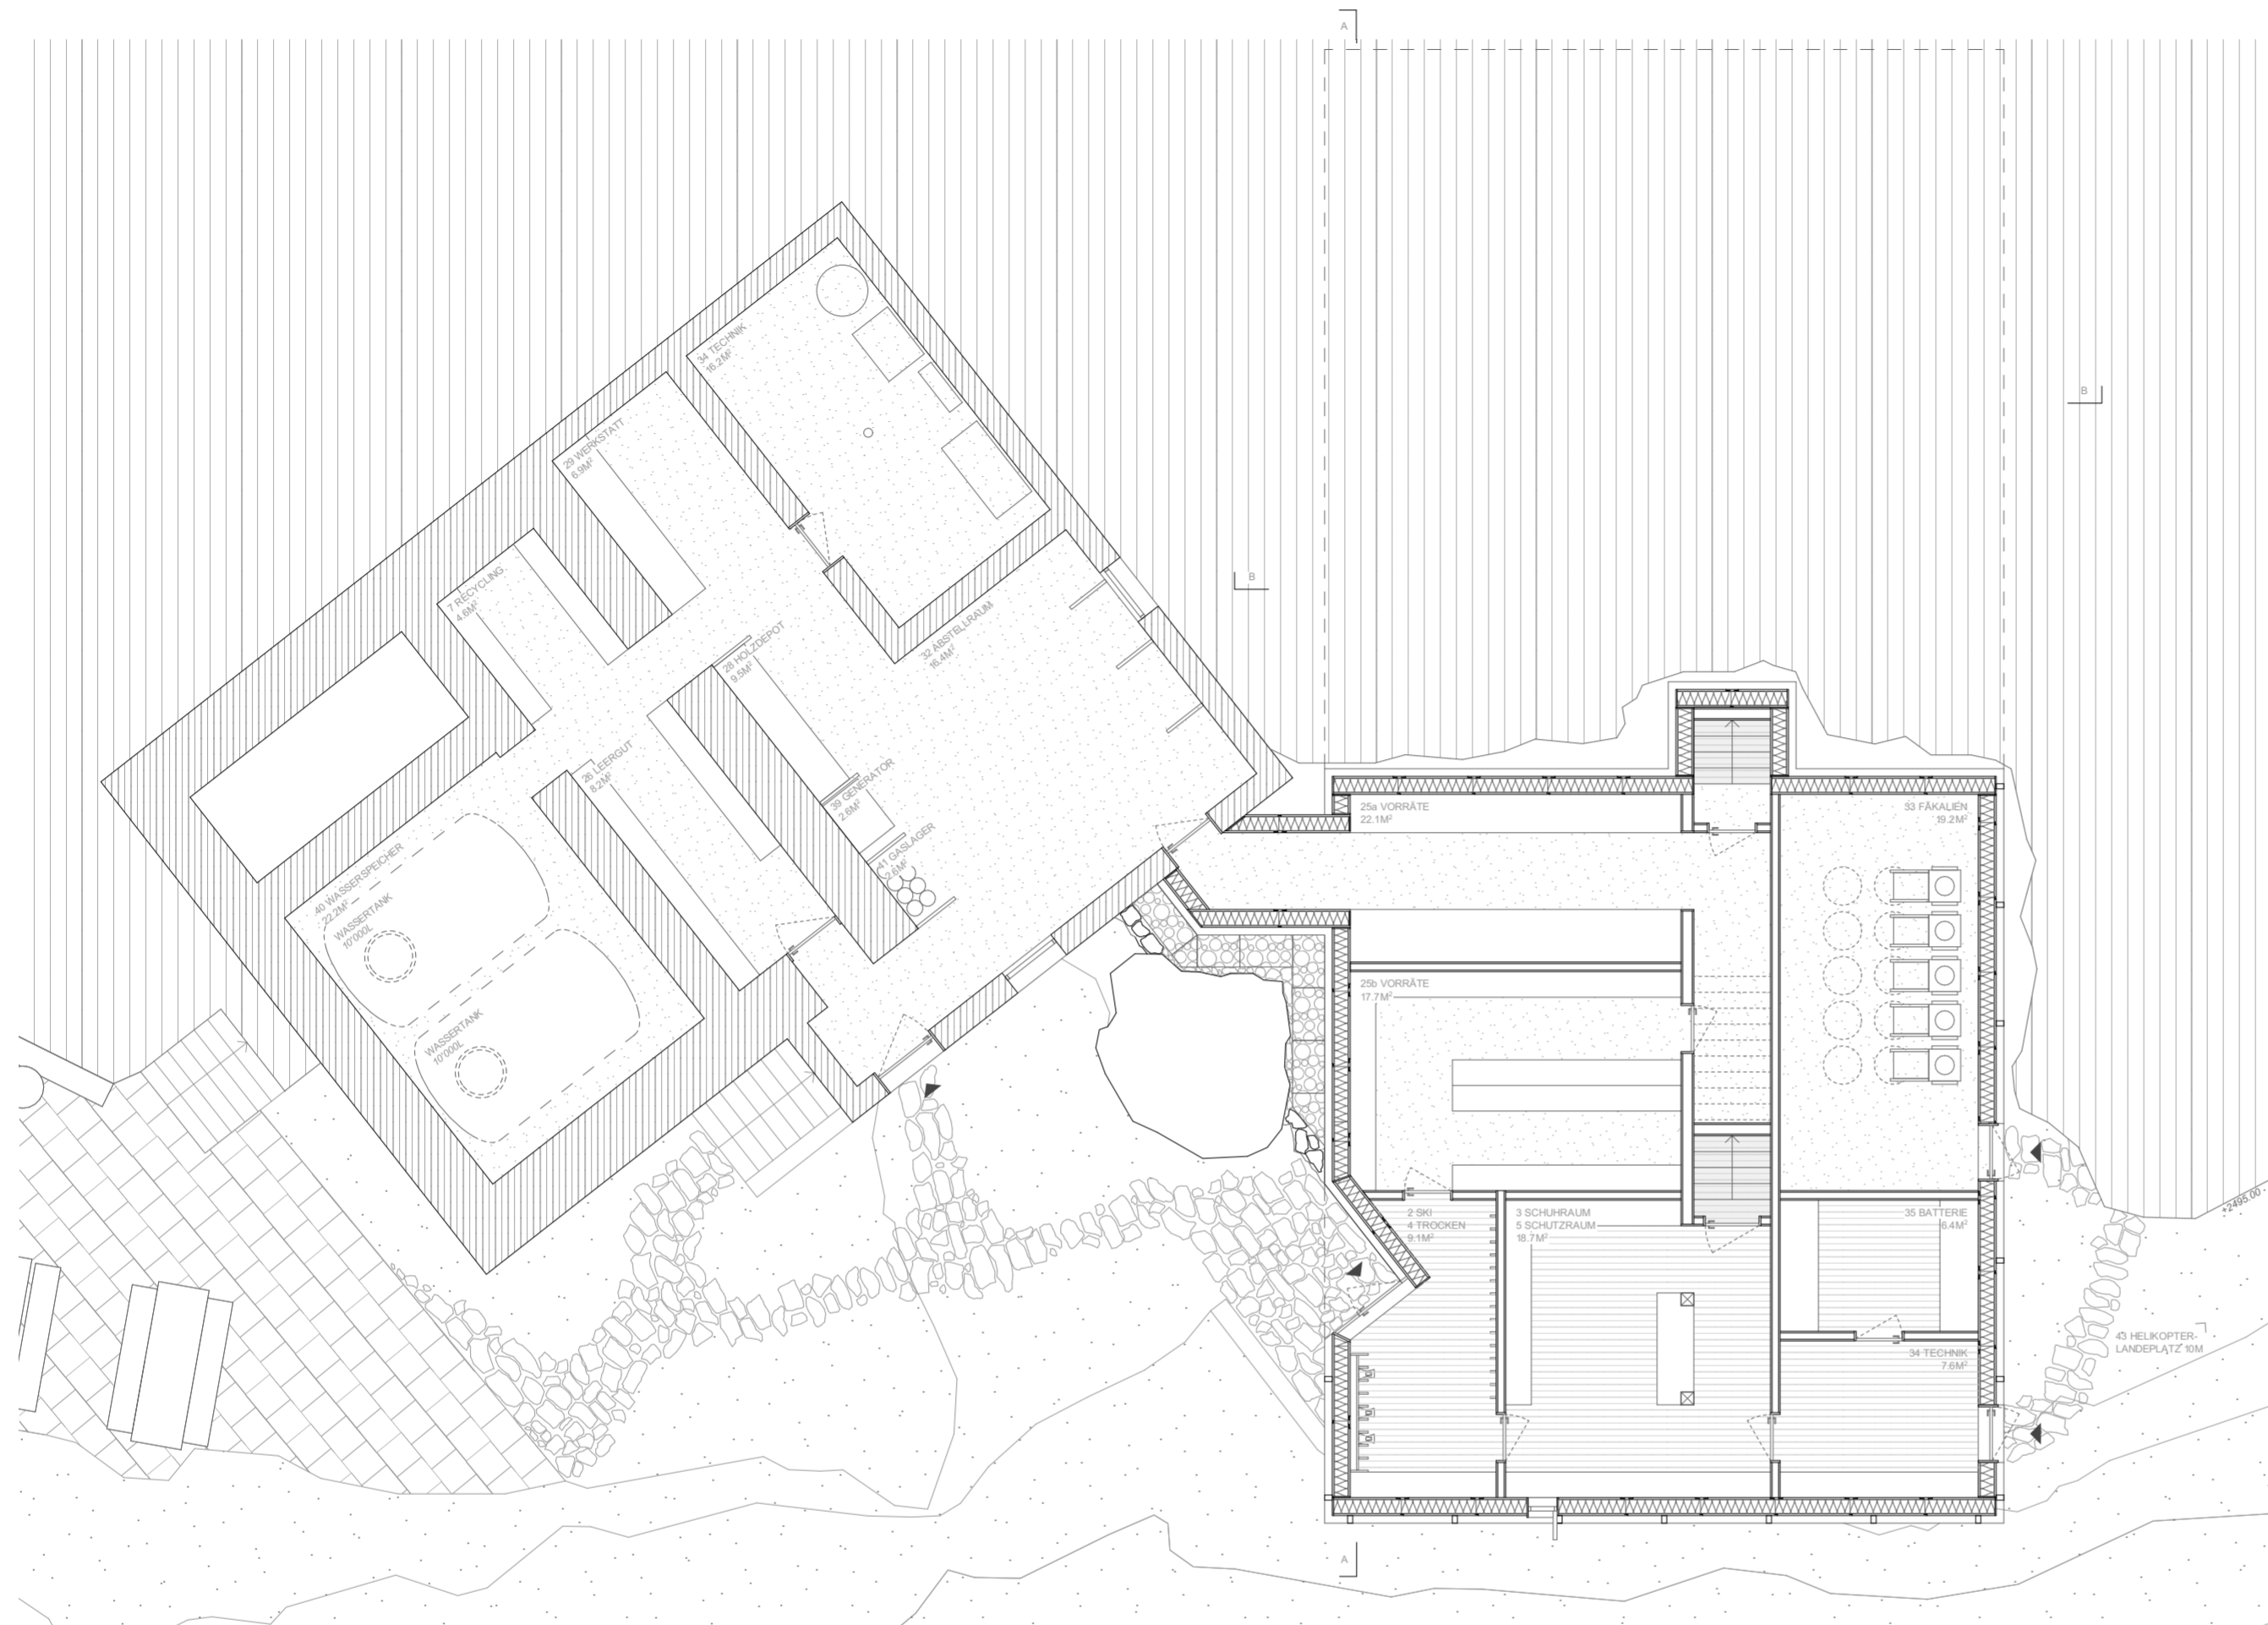 A
34 TECHNIK
16.2M²
B
29 WERKSTATT
6.9M²
B
7 RECYCLING
4.6M²
32 ABSTELLRAUM
16.4M²
28 HOLZDEPOT
9.5M²
26 LEERGUT
8.2M²
39 GENERATOR
2.6M²
41 GASLAGER
2.6M²
40 WASSERSPEICHER
22.2M²
WASSERTANK
10'000L
WASSERTANK
10'000L
25a VORRÄTE
22.1M²
33 FÄKALIEN
19.2M²
25b VORRÄTE
17.7M²
2 SKI
4 TROCKEN
9.1M²
3 SCHUHRAUM
5 SCHUTZRAUM
18.7M²
35 BATTERIE
6.4M²
+2495.00
43 HELIKOPTER-
LANDEPLATZ 10M
34 TECHNIK
7.6M²
A